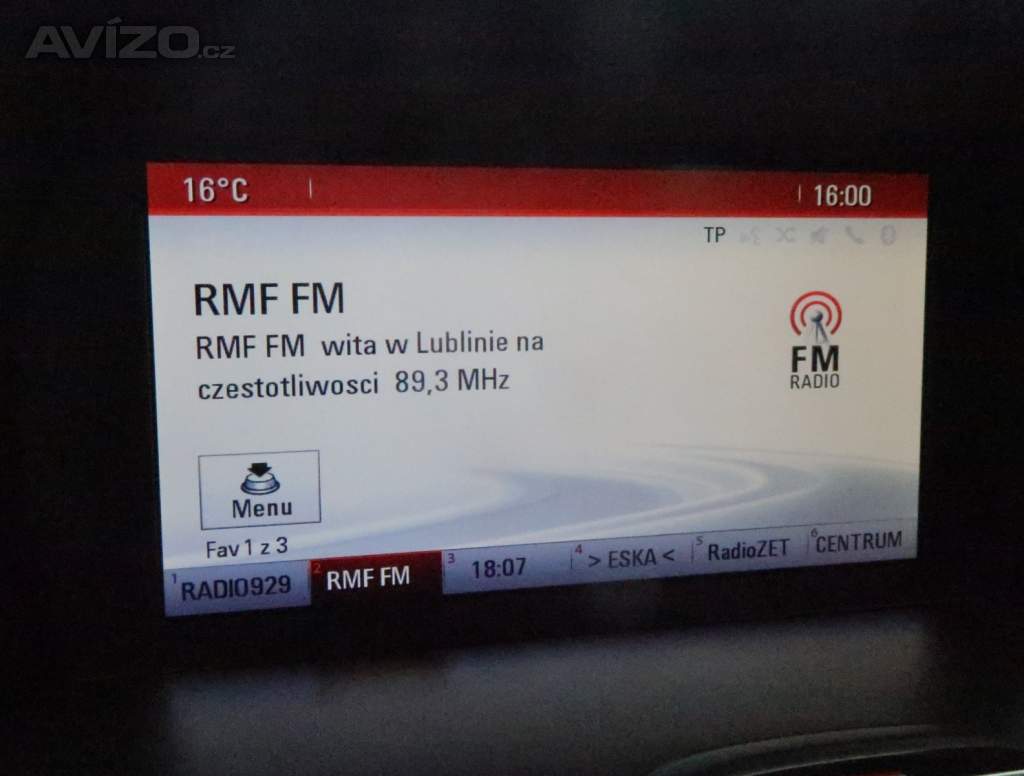 AVÍZO.cz
16°C 16:00
TP
RMF FM
RMF FM wita w Lublinie na
czestotliwosci 89,3 MHz
FM
RADIO
Menu
Fav 1 z 3
1 RADIO929 2 RMF FM 3 18:07 4 > ESKA < 5 RadioZET 6 CENTRUM